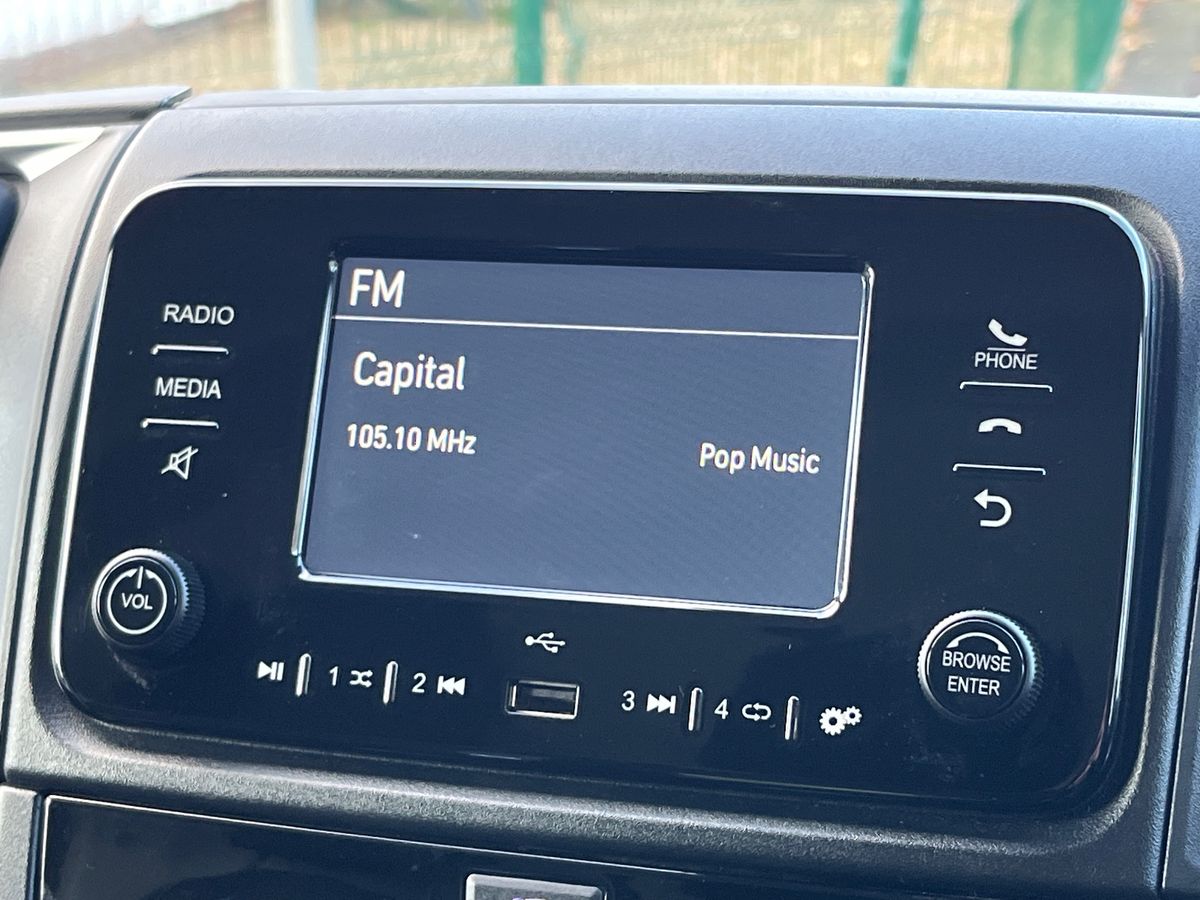 FM
RADIO
Capital
PHONE
MEDIA
105.10 MHz
Pop Music
VOL
BROWSE
ENTER
1
2
3
4